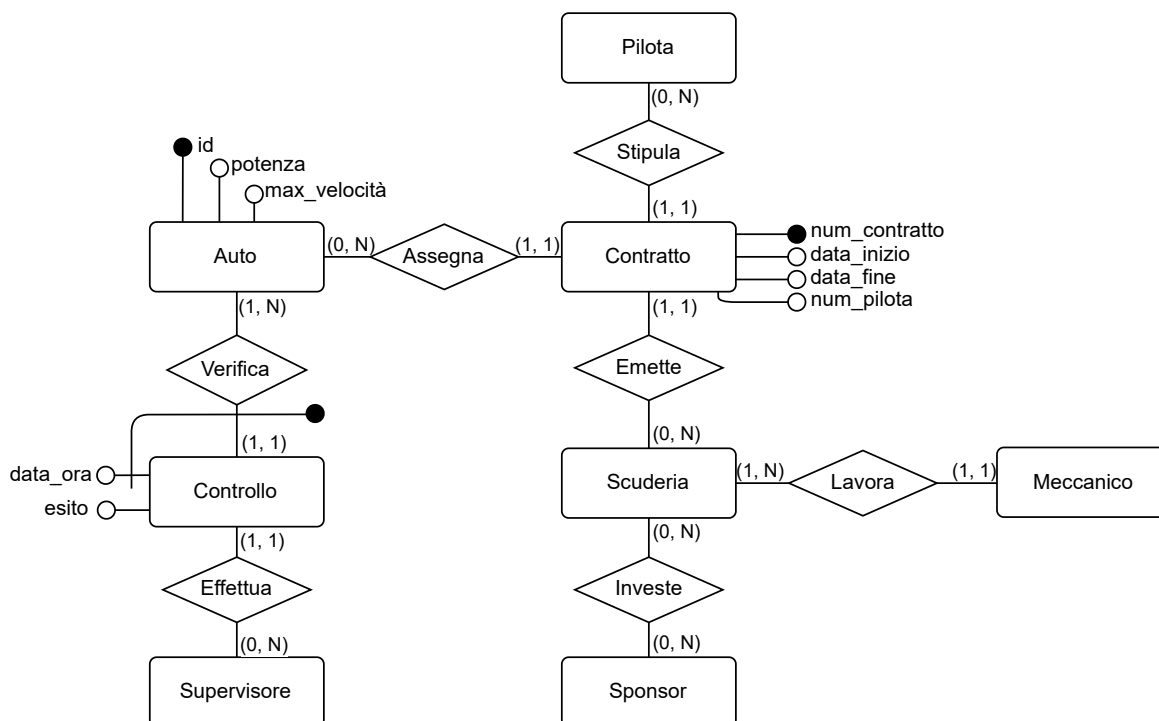 Pilota
(0, N)
Stipula
(1, 1)
id
potenza
max_velocità
Auto
(0, N)
Assegna
(1, 1)
Contratto
num_contratto
data_inizio
data_fine
num_pilota
(1, N)
(1, 1)
Verifica
Emette
(1, 1)
(0, N)
data_ora
esito
Controllo
Scuderia
(1, N)
Lavora
(1, 1)
Meccanico
(1, 1)
(0, N)
Effettua
Investe
(0, N)
(0, N)
Supervisore
Sponsor